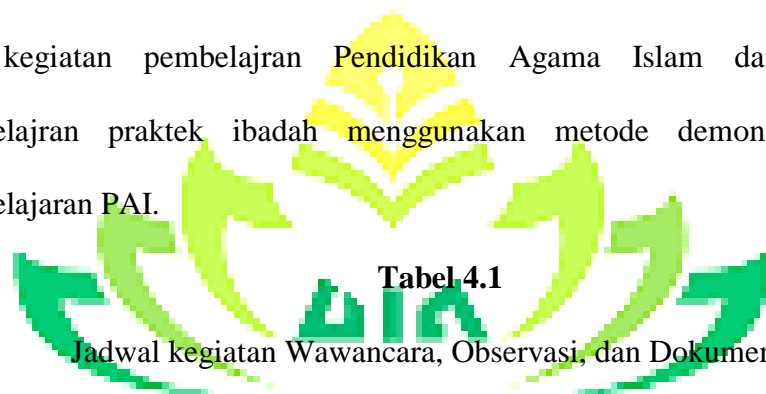 kegiatan pembelajran Pendidikan Agama Islam da
elajran praktek ibadah menggunakan metode demon
elajaran PAI.
Tabel 4.1
Jadwal kegiatan Wawancara, Observasi, dan Dokumen